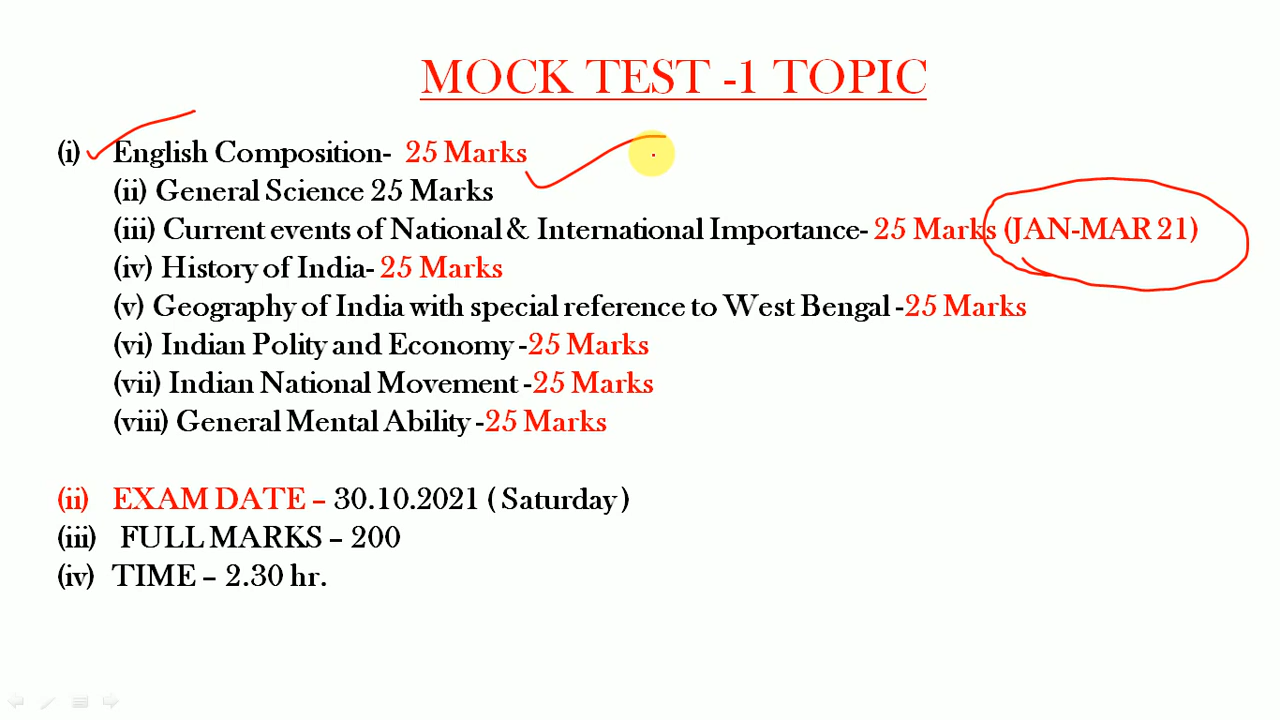 MOCK TEST -1 TOPIC
(i) English Composition- 25 Marks
(ii) General Science 25 Marks
(iii) Current events of National & International Importance- 25 Marks (JAN-MAR 21)
(iv) History of India- 25 Marks
(v) Geography of India with special reference to West Bengal -25 Marks
(vi) Indian Polity and Economy -25 Marks
(vii) Indian National Movement -25 Marks
(viii) General Mental Ability -25 Marks
(ii) EXAM DATE – 30.10.2021 ( Saturday )
(iii) FULL MARKS – 200
(iv) TIME – 2.30 hr.